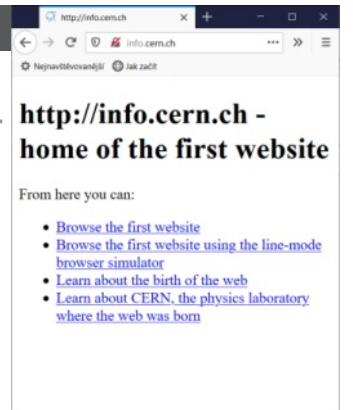 http://info.cern.ch
info.cern.ch
Nejnavštěvovanější Jak začít
http://info.cern.ch -
home of the first website
From here you can:
Browse the first website
Browse the first website using the line-mode
browser simulator
Learn about the birth of the web
Learn about CERN, the physics laboratory
where the web was born